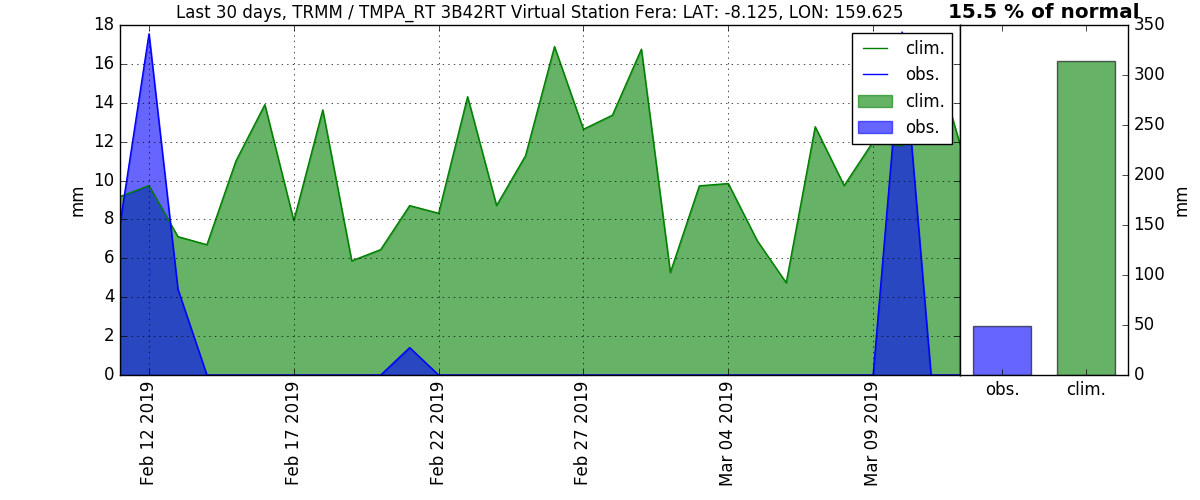 Last 30 days, TRMM / TMPA_RT 3B42RT Virtual Station Fera: LAT: -8.125, LON: 159.625
15.5 % of normal
18
16
14
12
10
8
6
4
2
0
mm
clim.
obs.
clim.
obs.
350
300
250
200
150
100
50
0
mm
Feb 12 2019
Feb 17 2019
Feb 22 2019
Feb 27 2019
Mar 04 2019
Mar 09 2019
obs.
clim.